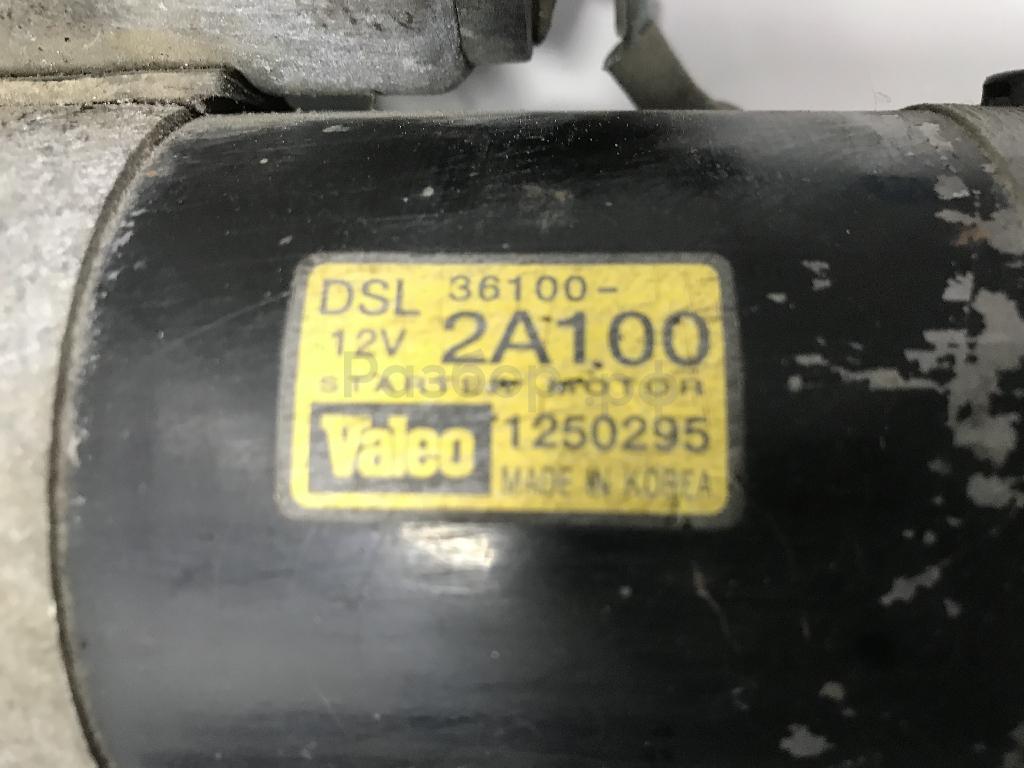 DSL 36100-
12V 2A100
STARTER MOTOR
Valeo 1250295
MADE IN KOREA